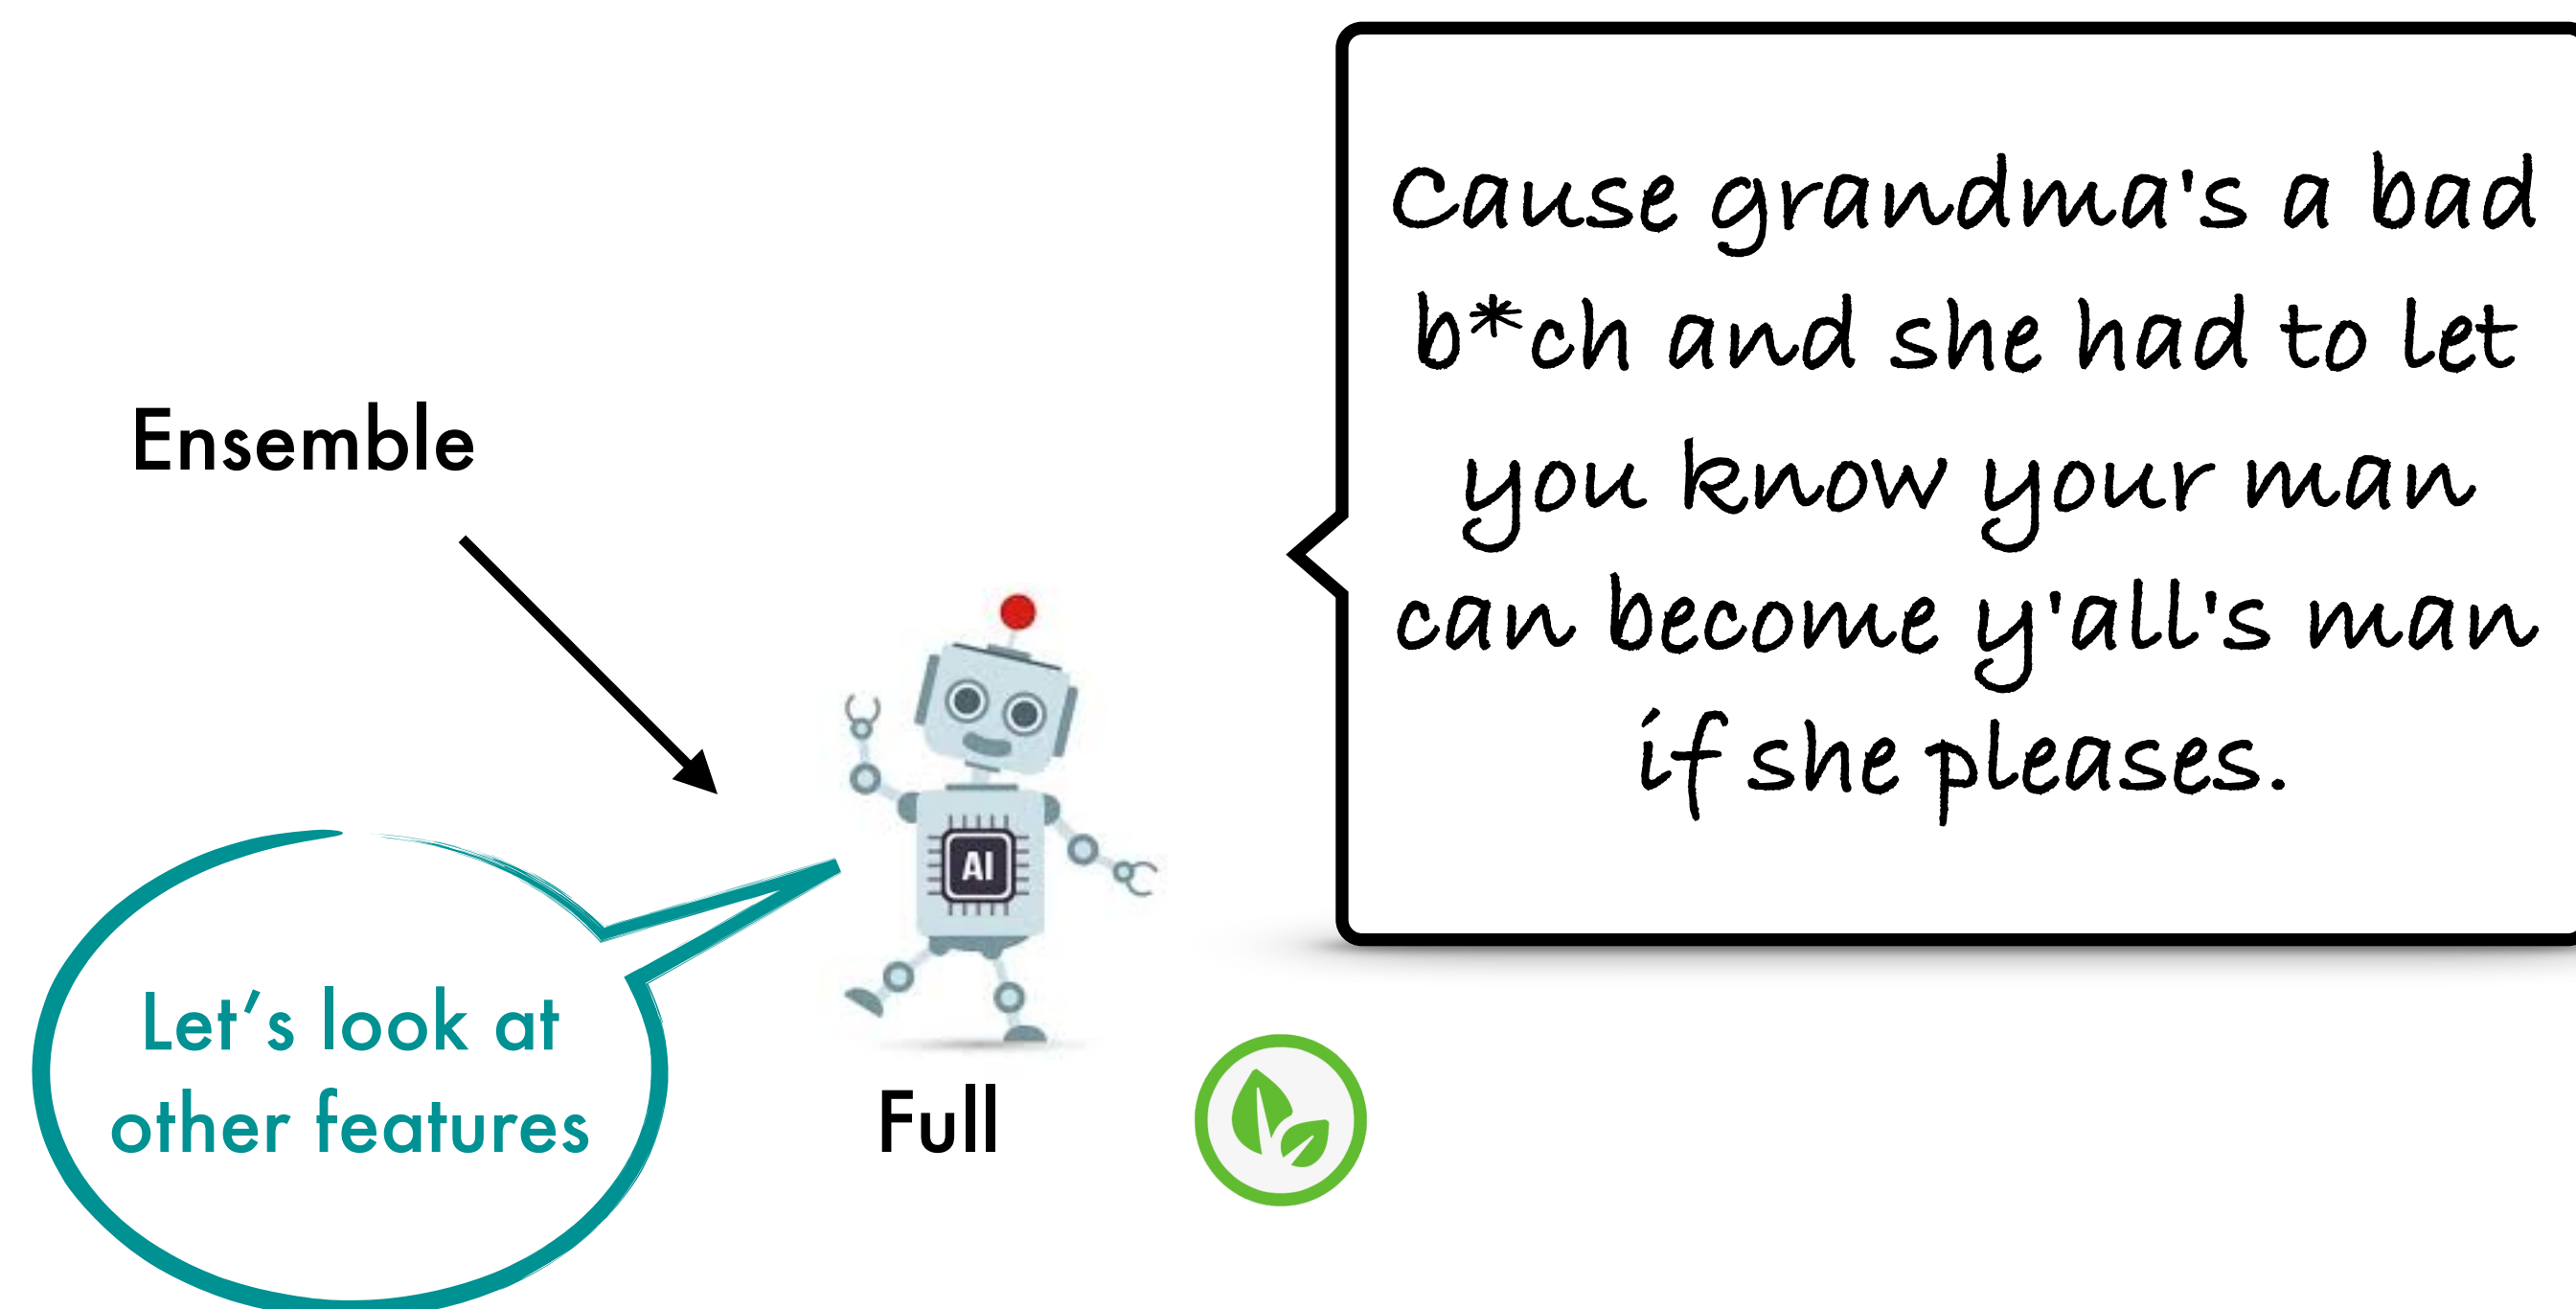 Cause grandma's a bad
b*ch and she had to let
you know your man
can become y'all's man
if she pleases.
Ensemble
AI
Let's look at
other features
Full